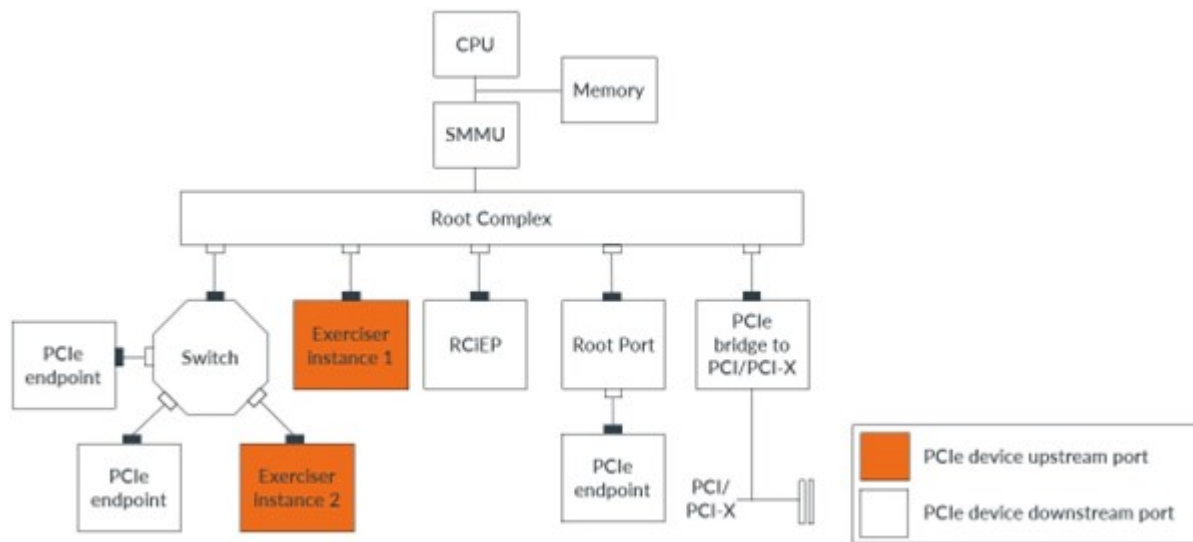 CPU
Memory
SMMU
Root Complex
PCIe
endpoint
Switch
Exerciser
instance 1
RCiEP
Root Port
PCIe
bridge to
PCI/PCI-X
PCIe
endpoint
Exerciser
instance 2
PCIe
endpoint
PCI/
PCI-X
PCIe device upstream port
PCIe device downstream port